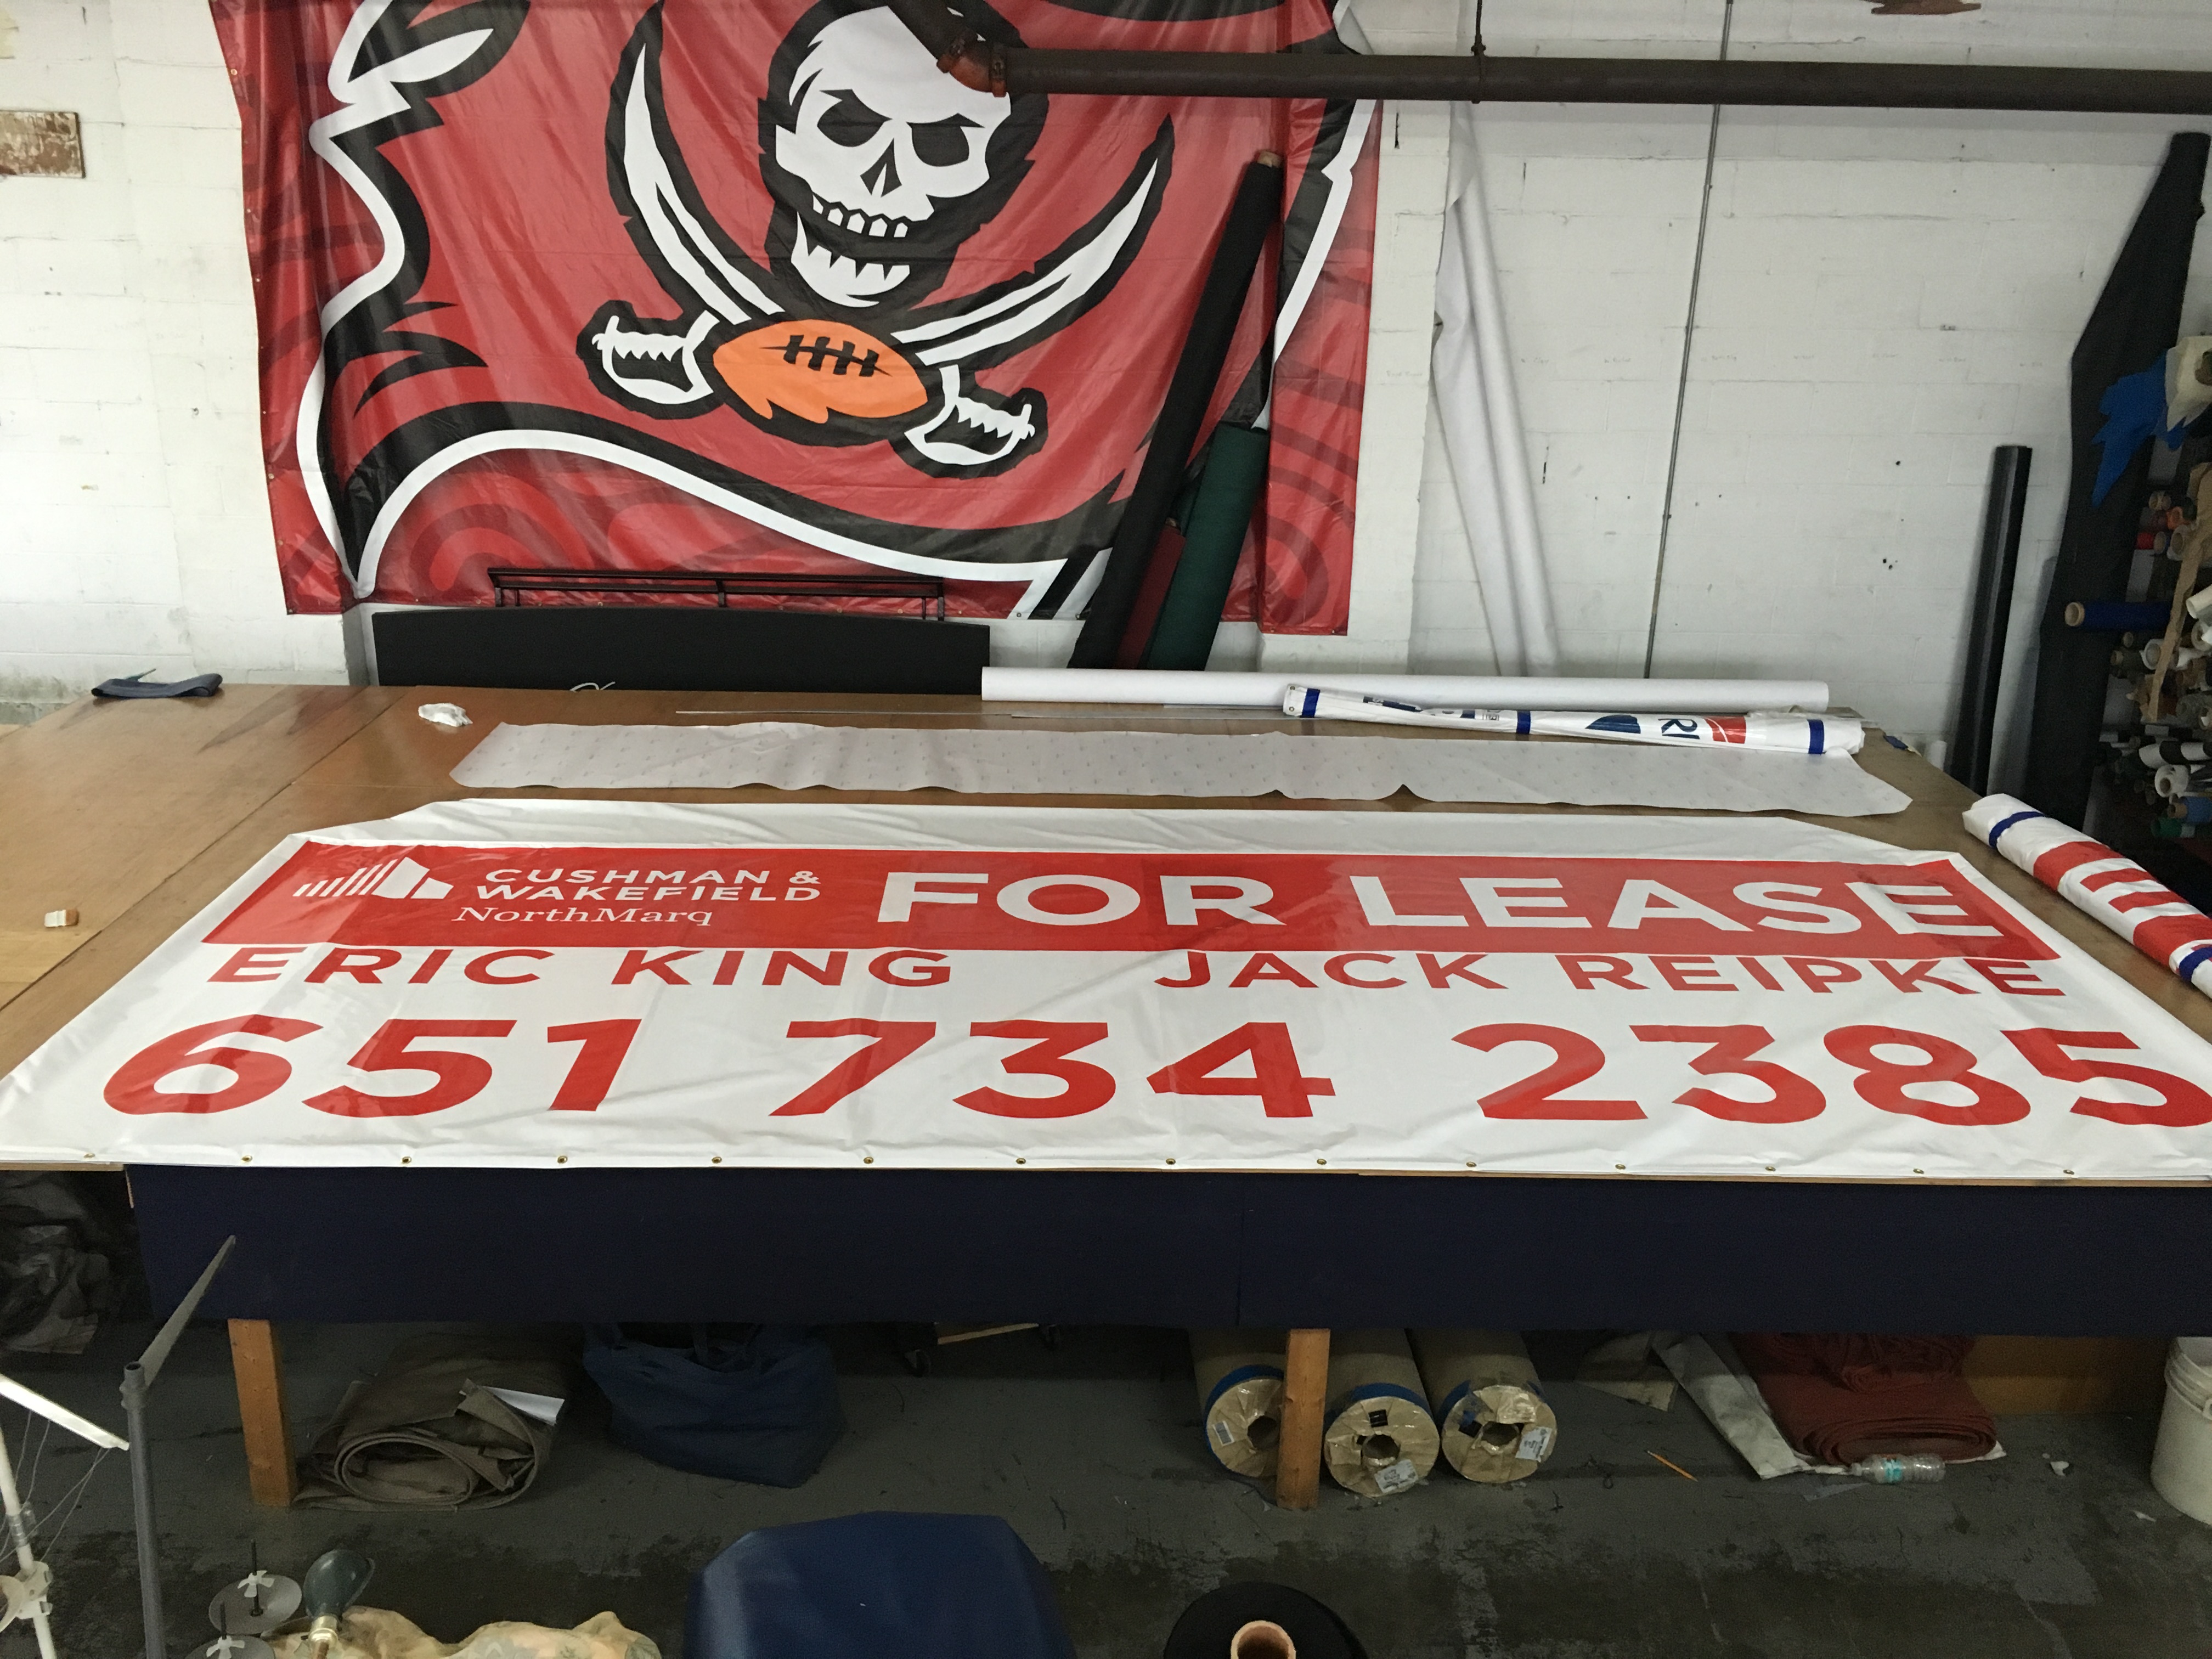 CUSHMAN &
WAKEFIELD
NorthMarq
FOR LEASE
ERIC KING JACK REIPKE
651 734 2385